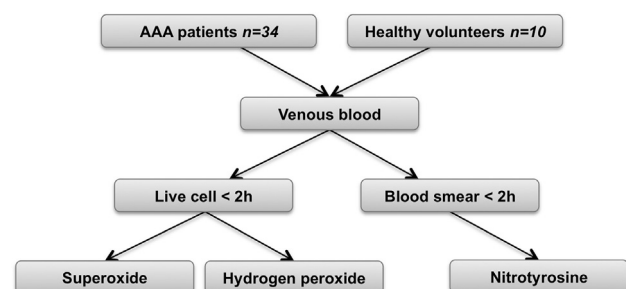 AAA patients n=34
Healthy volunteers n=10
Venous blood
Live cell < 2h
Blood smear < 2h
Superoxide
Hydrogen peroxide
Nitrotyrosine